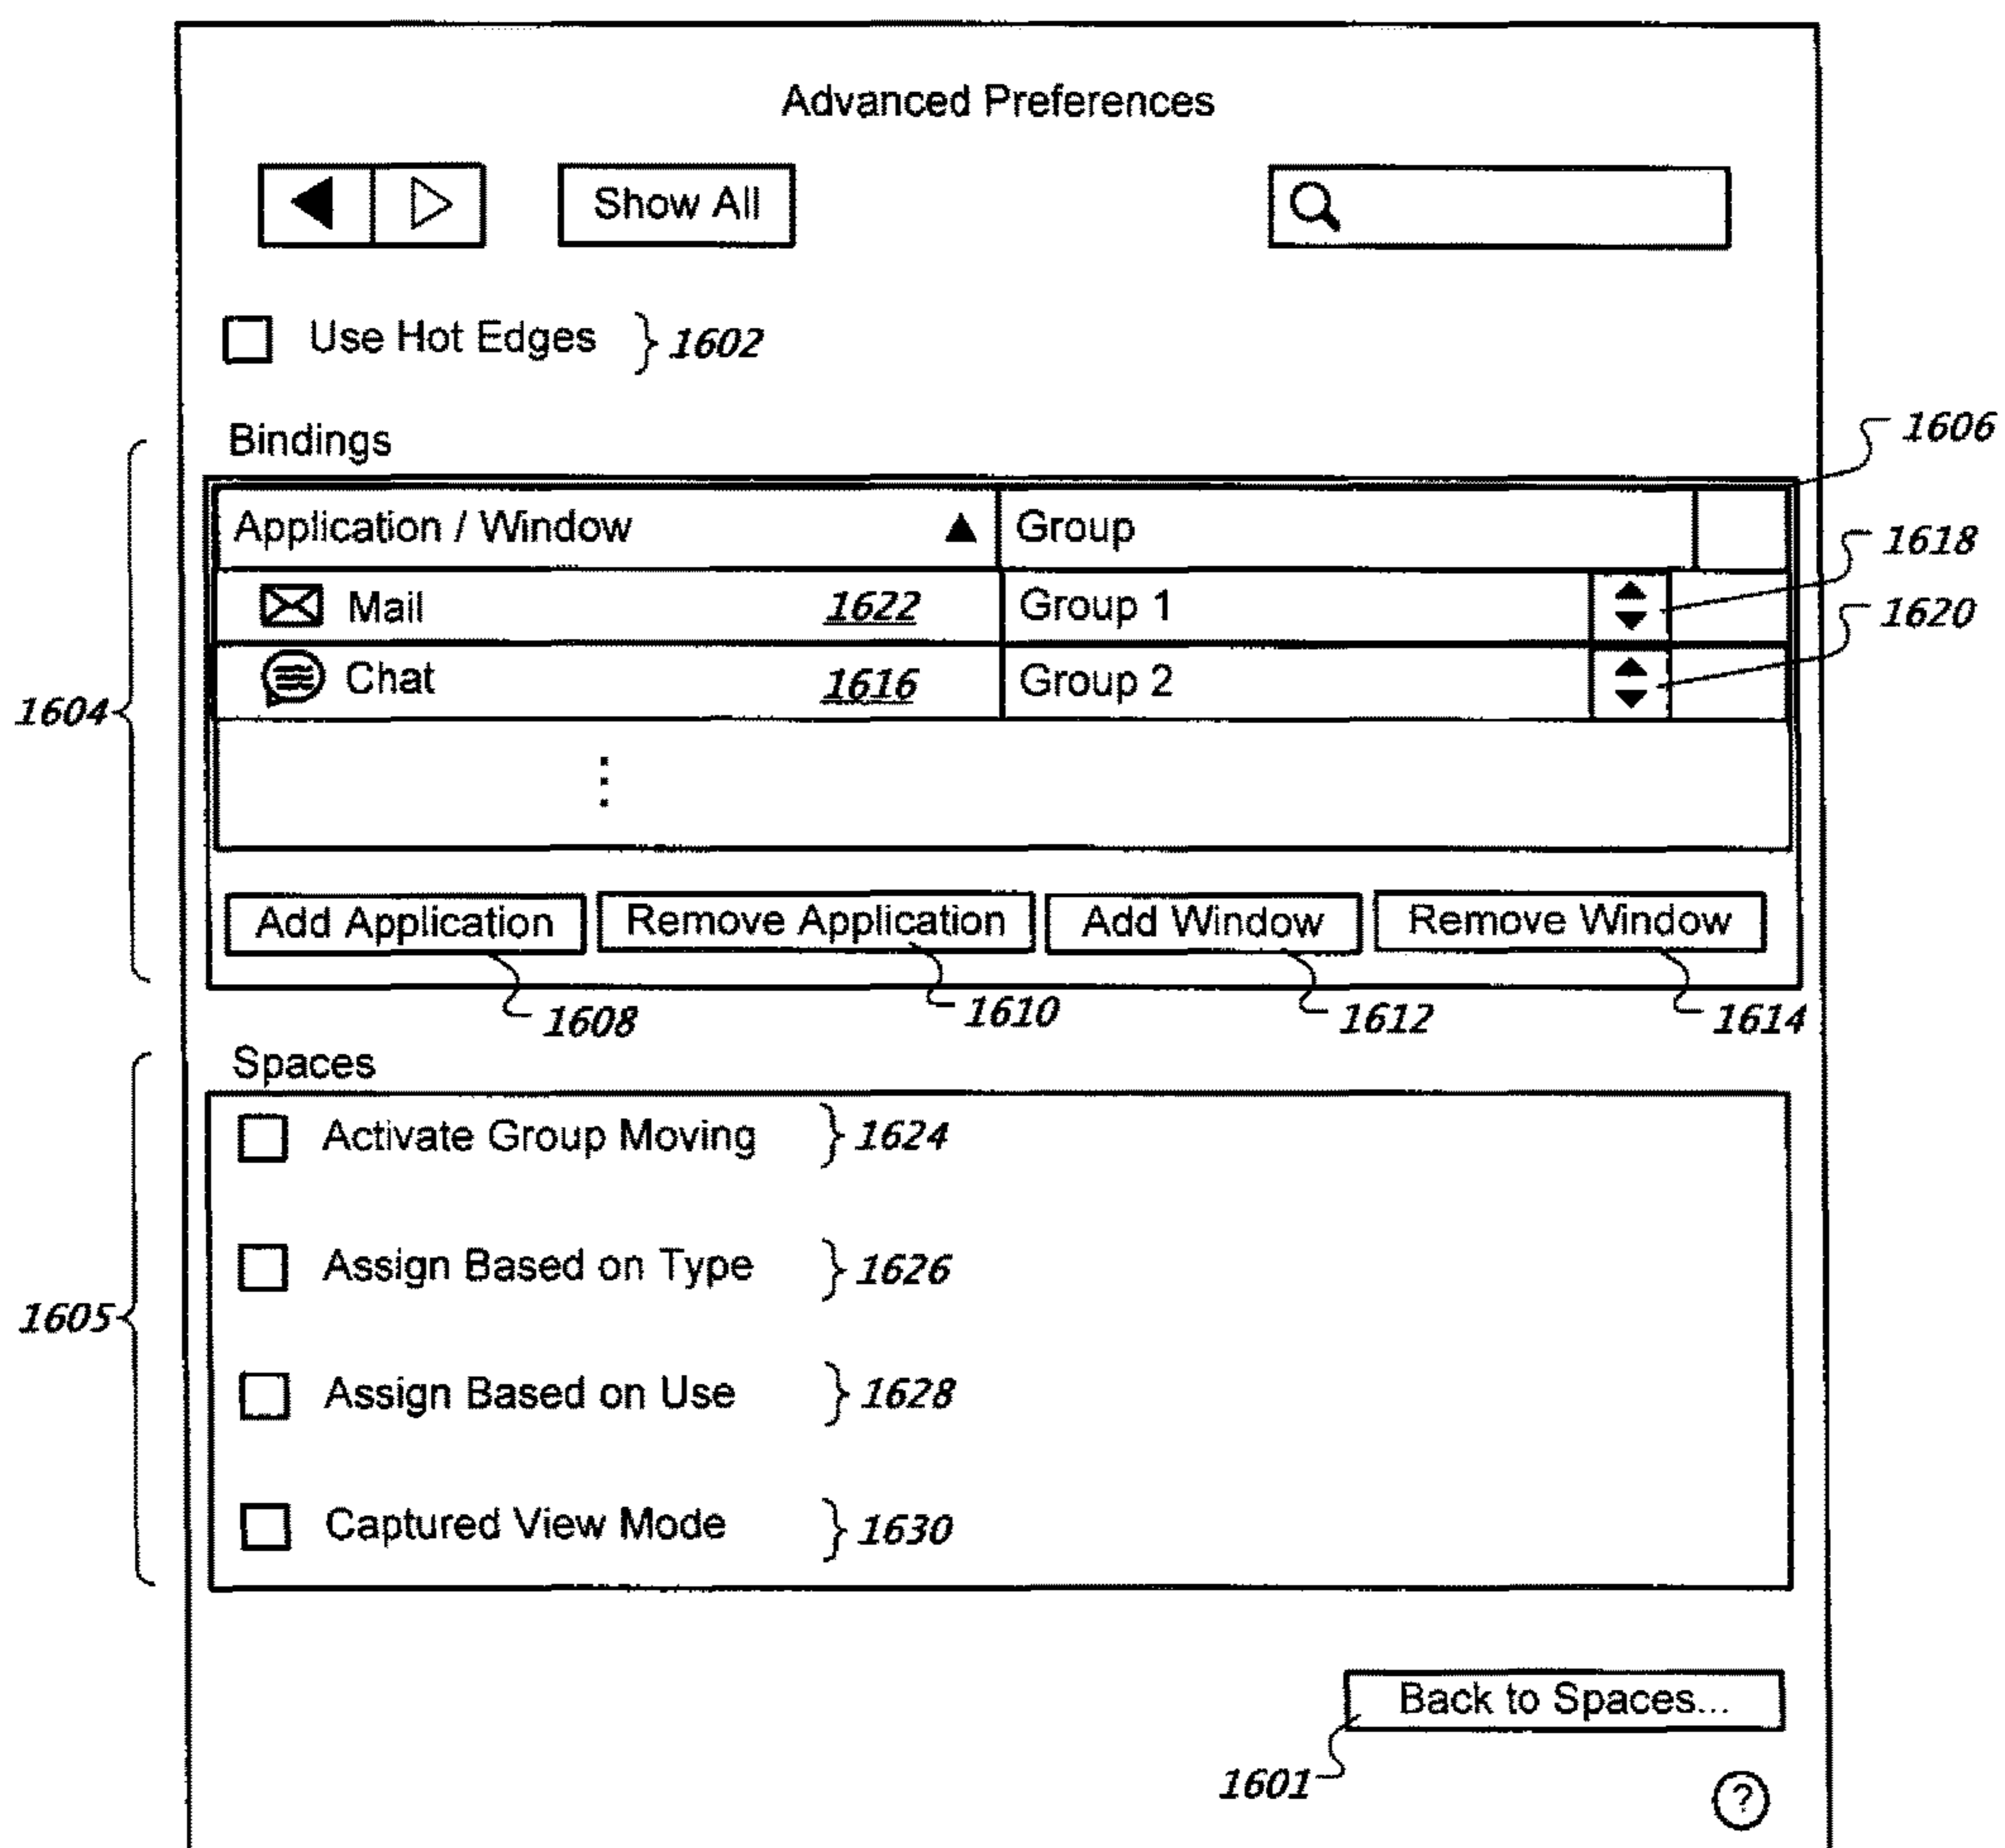 Advanced Preferences
Show All
Use Hot Edges 1602
Bindings
1606
Application / Window Group
1618
Mail 1622 Group 1
1620
Chat 1616 Group 2
1604
Add Application Remove Application Add Window Remove Window
1608 1610 1612 1614
Spaces
Activate Group Moving 1624
Assign Based on Type 1626
1605
Assign Based on Use 1628
Captured View Mode 1630
Back to Spaces...
1601
?